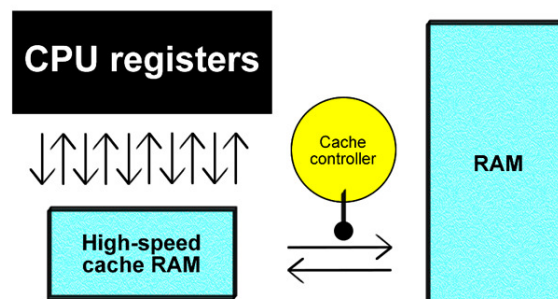 CPU registers
Cache
controller
RAM
High-speed
cache RAM